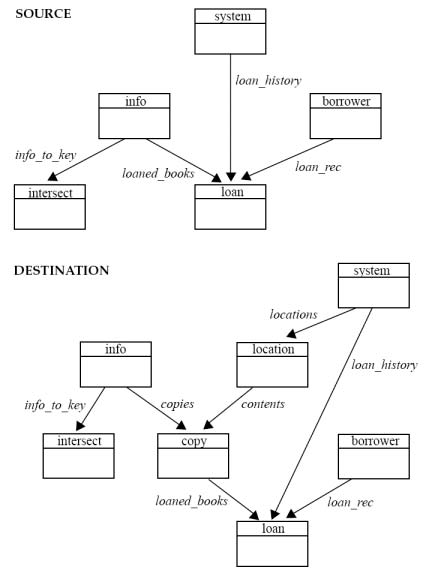 SOURCE
system
loan_history
info
borrower
info_to_key
loaned_books
loan_rec
intersect
loan
DESTINATION
system
locations
info
location
loan_history
info_to_key
copies
contents
intersect
copy
borrower
loaned_books
loan_rec
loan